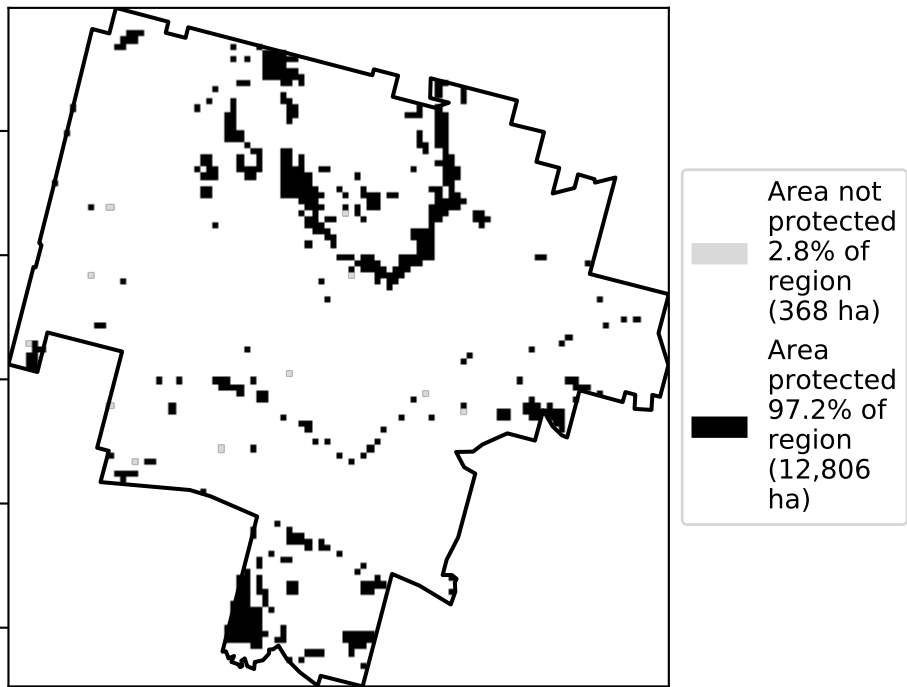 Area not
protected
2.8% of
region
(368 ha)
Area
protected
97.2% of
region
(12,806
ha)